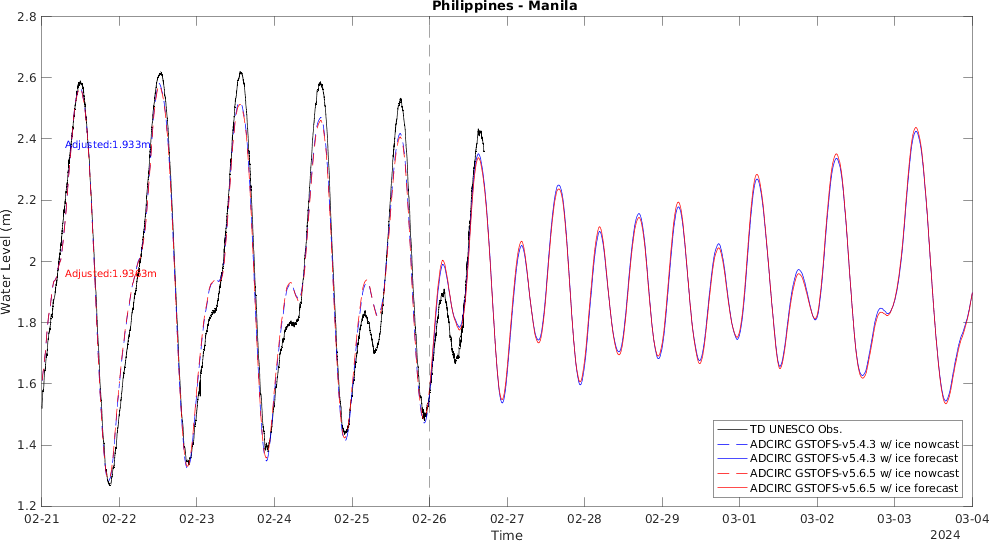 Philippines - Manila
2.8
2.6
2.4
2.2
2
1.8
1.6
1.4
1.2
Water Level (m)
Adjusted:1.933m
Adjusted:1.9363m
TD UNESCO Obs.
ADCIRC GSTOFS-v5.4.3 w/ ice nowcast
ADCIRC GSTOFS-v5.4.3 w/ ice forecast
ADCIRC GSTOFS-v5.6.5 w/ ice nowcast
ADCIRC GSTOFS-v5.6.5 w/ ice forecast
02-21 02-22 02-23 02-24 02-25 02-26 02-27 02-28 02-29 03-01 03-02 03-03 03-04
Time
2024